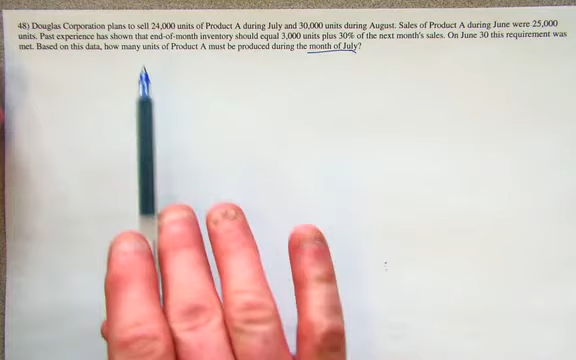 48) Douglas Corporation plans to sell 24,000 units of Product A during July and 30,000 units during August. Sales of Product A during June were 25,000
units. Past experience has shown that end-of-month inventory should equal 3,000 units plus 30% of the next month's sales. On June 30 this requirement was
met. Based on this data, how many units of Product A must be produced during the month of July?